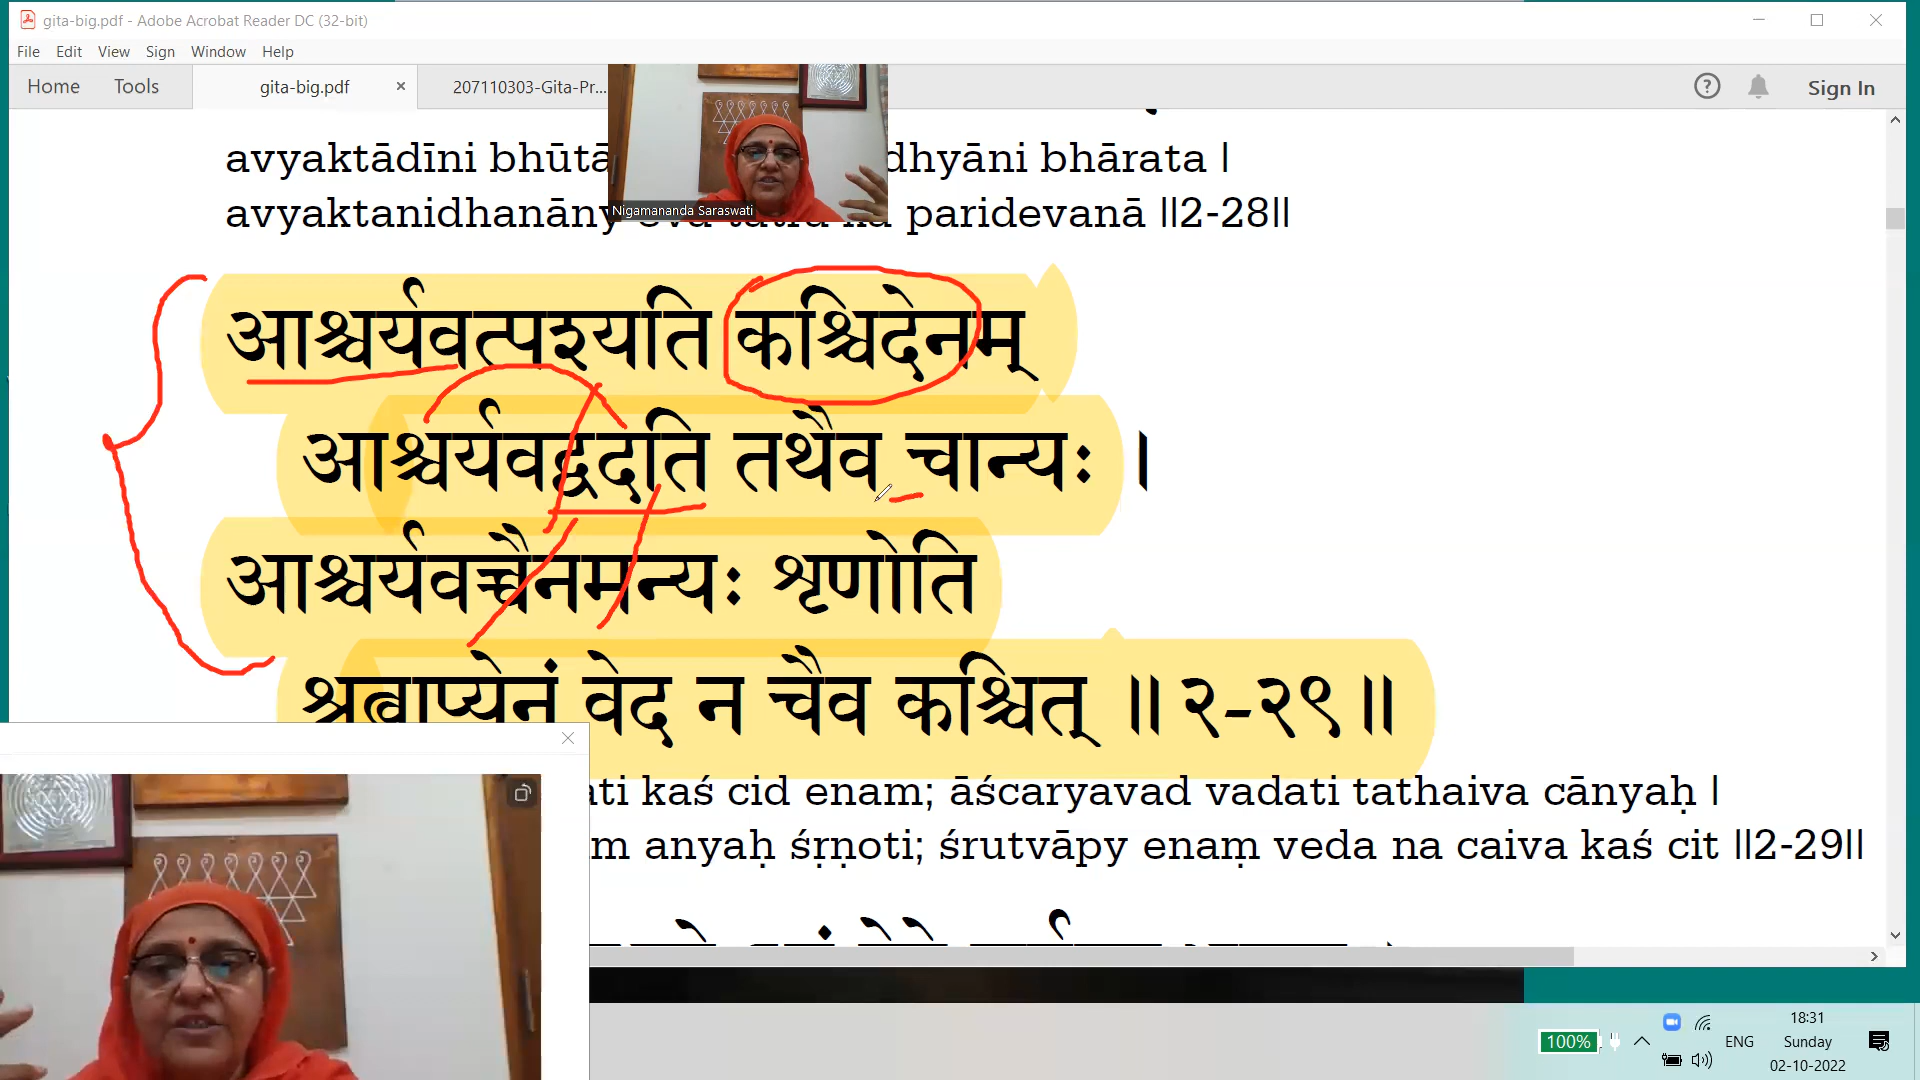 gita-big.pdf - Adobe Acrobat Reader DC (32-bit)
File Edit View Sign Window Help
Home Tools gita-big.pdf × 207110303-Gita-Pr... Sign In
avyaktādīni dhyāni bhārata |
avyaktanidhanāny paridevanā ||2-28||
Nigamananda Saraswati
आश्चर्यवत्पश्यति कश्चिदेनम्
आश्चर्यवद्वदति तथैव चान्यः ।
आश्चर्यवच्चैनमन्यः शृणोति
श्रुत्वाप्येनं वेद न चैव कश्चित् ॥२-२९॥
ati kaś cid enam; āścaryavad vadati tathaiva cānyaḥ |
m anyaḥ śṛṇoti; śrutvāpy enaṃ veda na caiva kaś cit ||2-29||
100% ENG 18:31
Sunday
02-10-2022